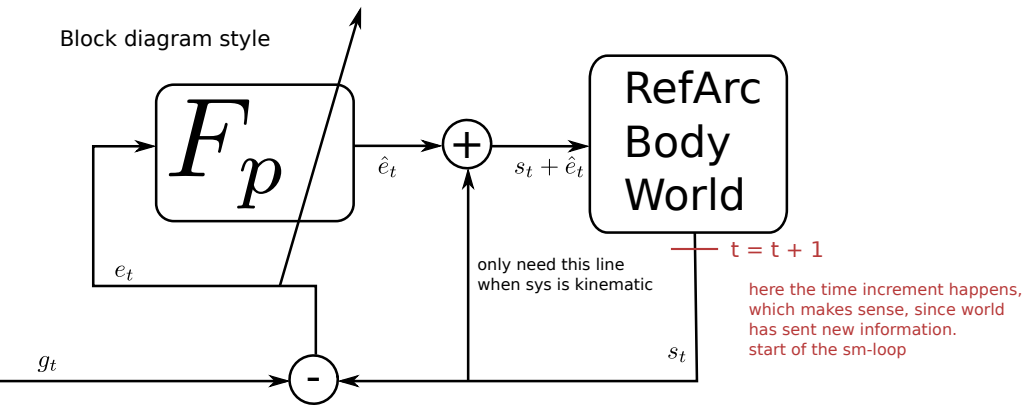 Block diagram style
F_p
ê_t
+
s_t + ê_t
RefArc
Body
World
t = t + 1
only need this line
when sys is kinematic
e_t
here the time increment happens,
which makes sense, since world
has sent new information.
start of the sm-loop
s_t
g_t
-